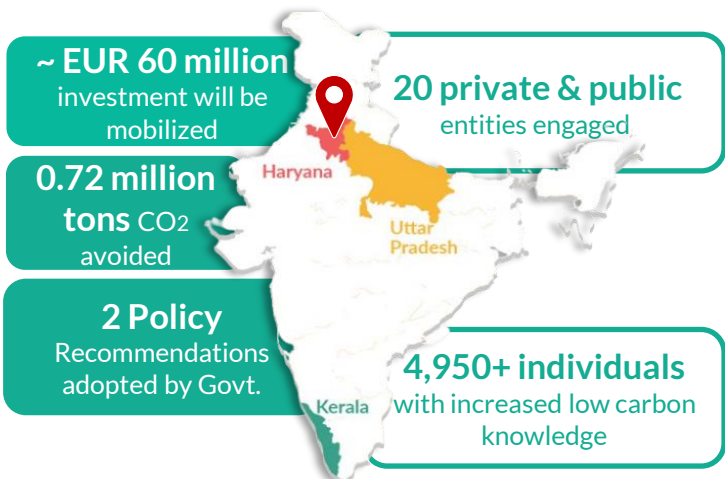 ~ EUR 60 million
investment will be
mobilized
20 private & public
entities engaged
Haryana
0.72 million
tons CO2
avoided
Uttar
Pradesh
2 Policy
Recommendations
adopted by Govt.
Kerala
4,950+ individuals
with increased low carbon
knowledge